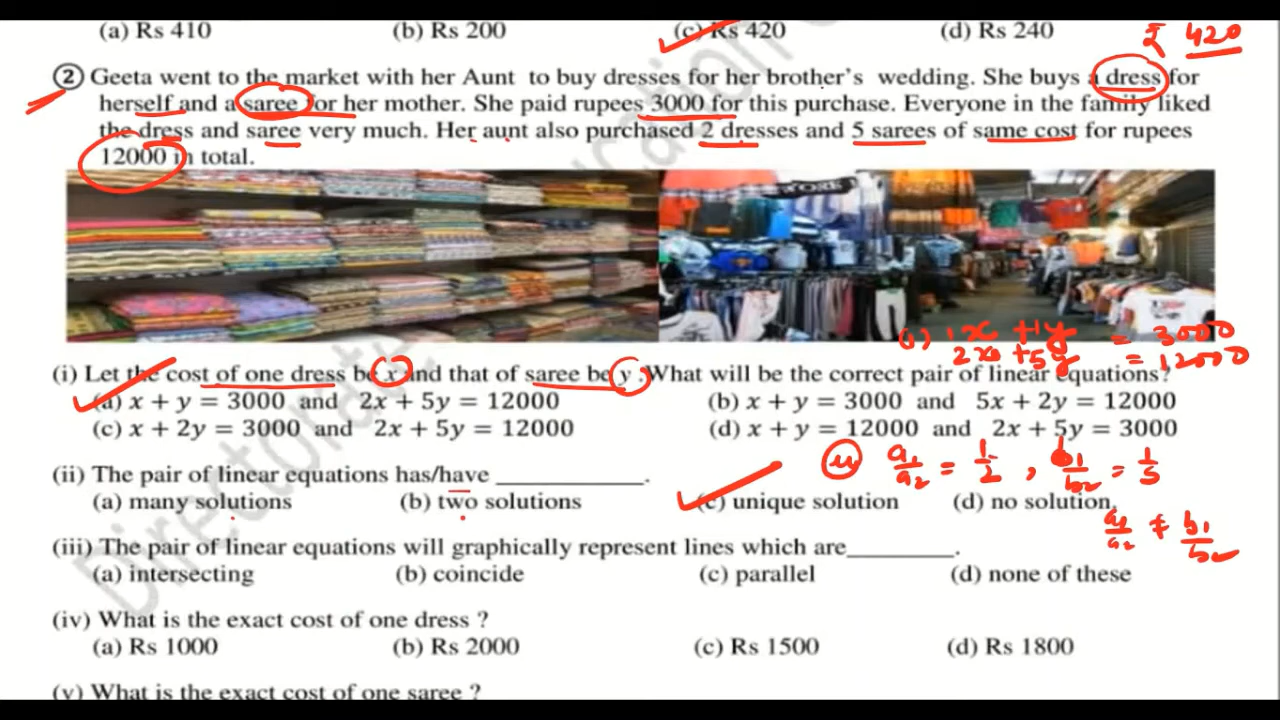 (a) Rs 410 (b) Rs 200 (c) Rs 420 (d) Rs 240
₹ 420
2 Geeta went to the market with her Aunt to buy dresses for her brother's wedding. She buys a dress for
herself and a saree for her mother. She paid rupees 3000 for this purchase. Everyone in the family liked
the dress and saree very much. Her aunt also purchased 2 dresses and 5 sarees of same cost for rupees
12000 in total.
WORK
(i) 1x + 1y = 3000
2x + 5y = 12000
(i) Let the cost of one dress be x and that of saree be y . What will be the correct pair of linear equations?
(a) x + y = 3000 and 2x + 5y = 12000 (b) x + y = 3000 and 5x + 2y = 12000
(c) x + 2y = 3000 and 2x + 5y = 12000 (d) x + y = 12000 and 2x + 5y = 3000
(ii) a1/a2 = 1/2 , b1/b2 = 1/5
(ii) The pair of linear equations has/have ____________.
(a) many solutions (b) two solutions (c) unique solution (d) no solution
a1/a2 ≠ b1/b2
(iii) The pair of linear equations will graphically represent lines which are_________.
(a) intersecting (b) coincide (c) parallel (d) none of these
(iv) What is the exact cost of one dress ?
(a) Rs 1000 (b) Rs 2000 (c) Rs 1500 (d) Rs 1800
(v) What is the exact cost of one saree ?